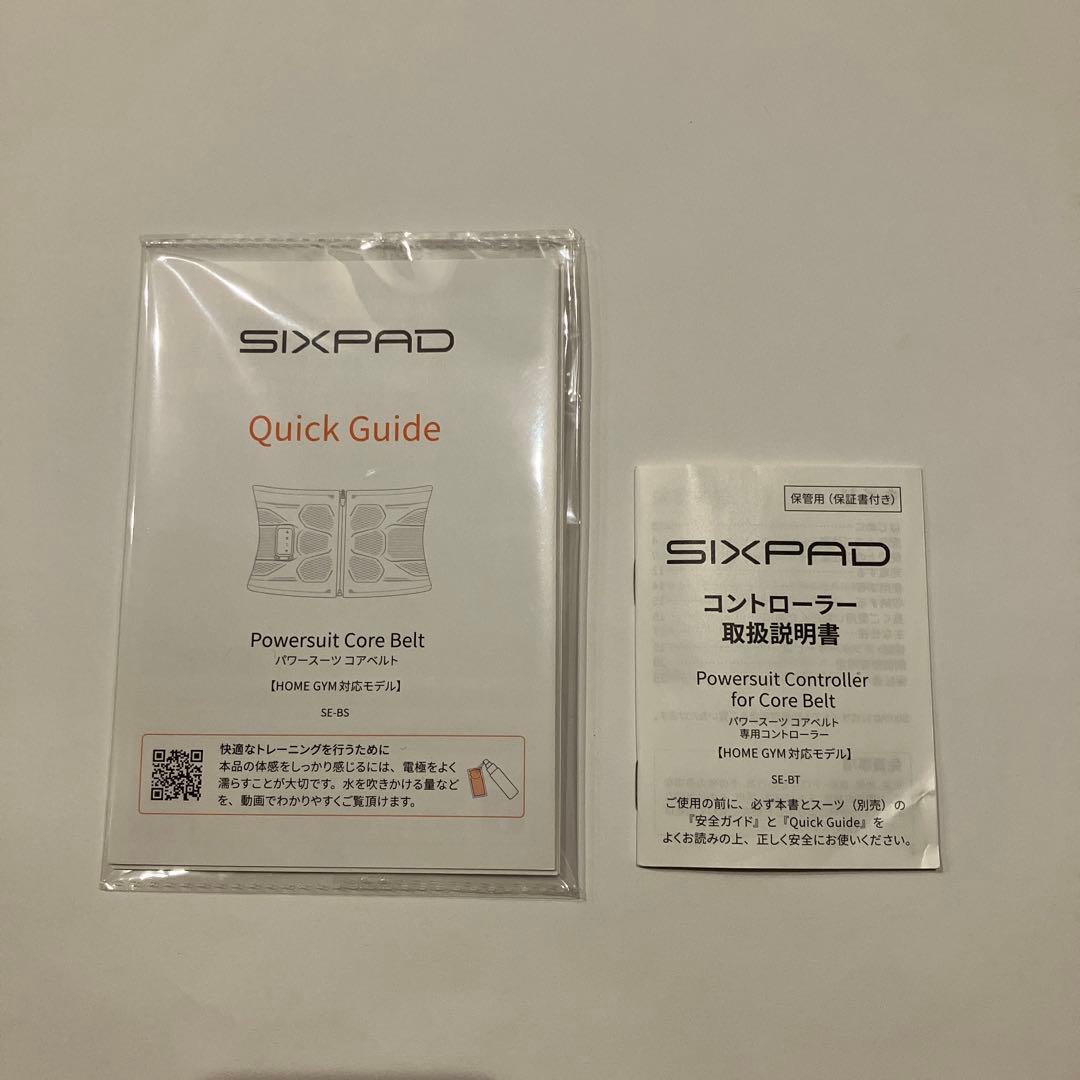 SIXPAD
Quick Guide
Powersuit Core Belt
パワースーツ コアベルト
【HOME GYM対応モデル】
SE-BS
快適なトレーニングを行うために
本品の体感をしっかり感じるには、電極をよく
濡らすことが大切です。水を吹きかける量など
を、動画でわかりやすくご覧頂けます。
保管用(保証書付き)
SIXPAD
コントローラー
取扱説明書
Powersuit Controller
for Core Belt
パワースーツ コアベルト
専用コントローラー
【HOME GYM対応モデル】
SE-BT
ご使用の前に、必ず本書とスーツ(別売)の
『安全ガイド』と『Quick Guide』を
よくお読みの上、正しく安全にお使いください。